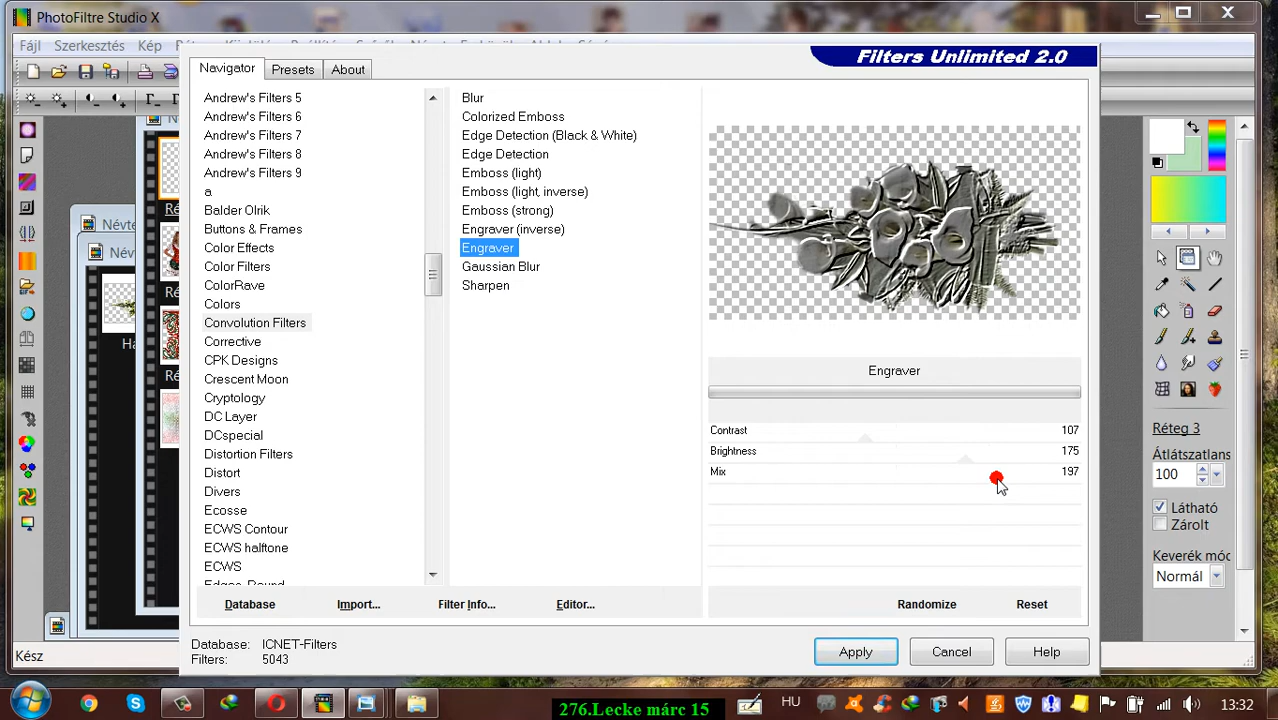 PhotoFiltre Studio X
Fájl Szerkesztés Kép
Filters Unlimited 2.0
Navigator Presets About
Andrew's Filters 5
Andrew's Filters 6
Andrew's Filters 7
Andrew's Filters 8
Andrew's Filters 9
a
Balder Olrik
Buttons & Frames
Color Effects
Color Filters
ColorRave
Colors
Convolution Filters
Corrective
CPK Designs
Crescent Moon
Cryptology
DC Layer
DCspecial
Distortion Filters
Distort
Divers
Ecosse
ECWS Contour
ECWS halftone
ECWS
Blur
Colorized Emboss
Edge Detection (Black & White)
Edge Detection
Emboss (light)
Emboss (light, inverse)
Emboss (strong)
Engraver (inverse)
Engraver
Gaussian Blur
Sharpen
Engraver
Contrast 107
Brightness 175
Mix 197
Database Import... Filter Info... Editor...
Randomize Reset
Database: ICNET-Filters
Filters: 5043
Apply Cancel Help
Névt
Réteg 3
Átlátszatlans
100
Látható
Zárolt
Keverék mód
Normál
Kész
276.Lecke márc 15
HU
13:32